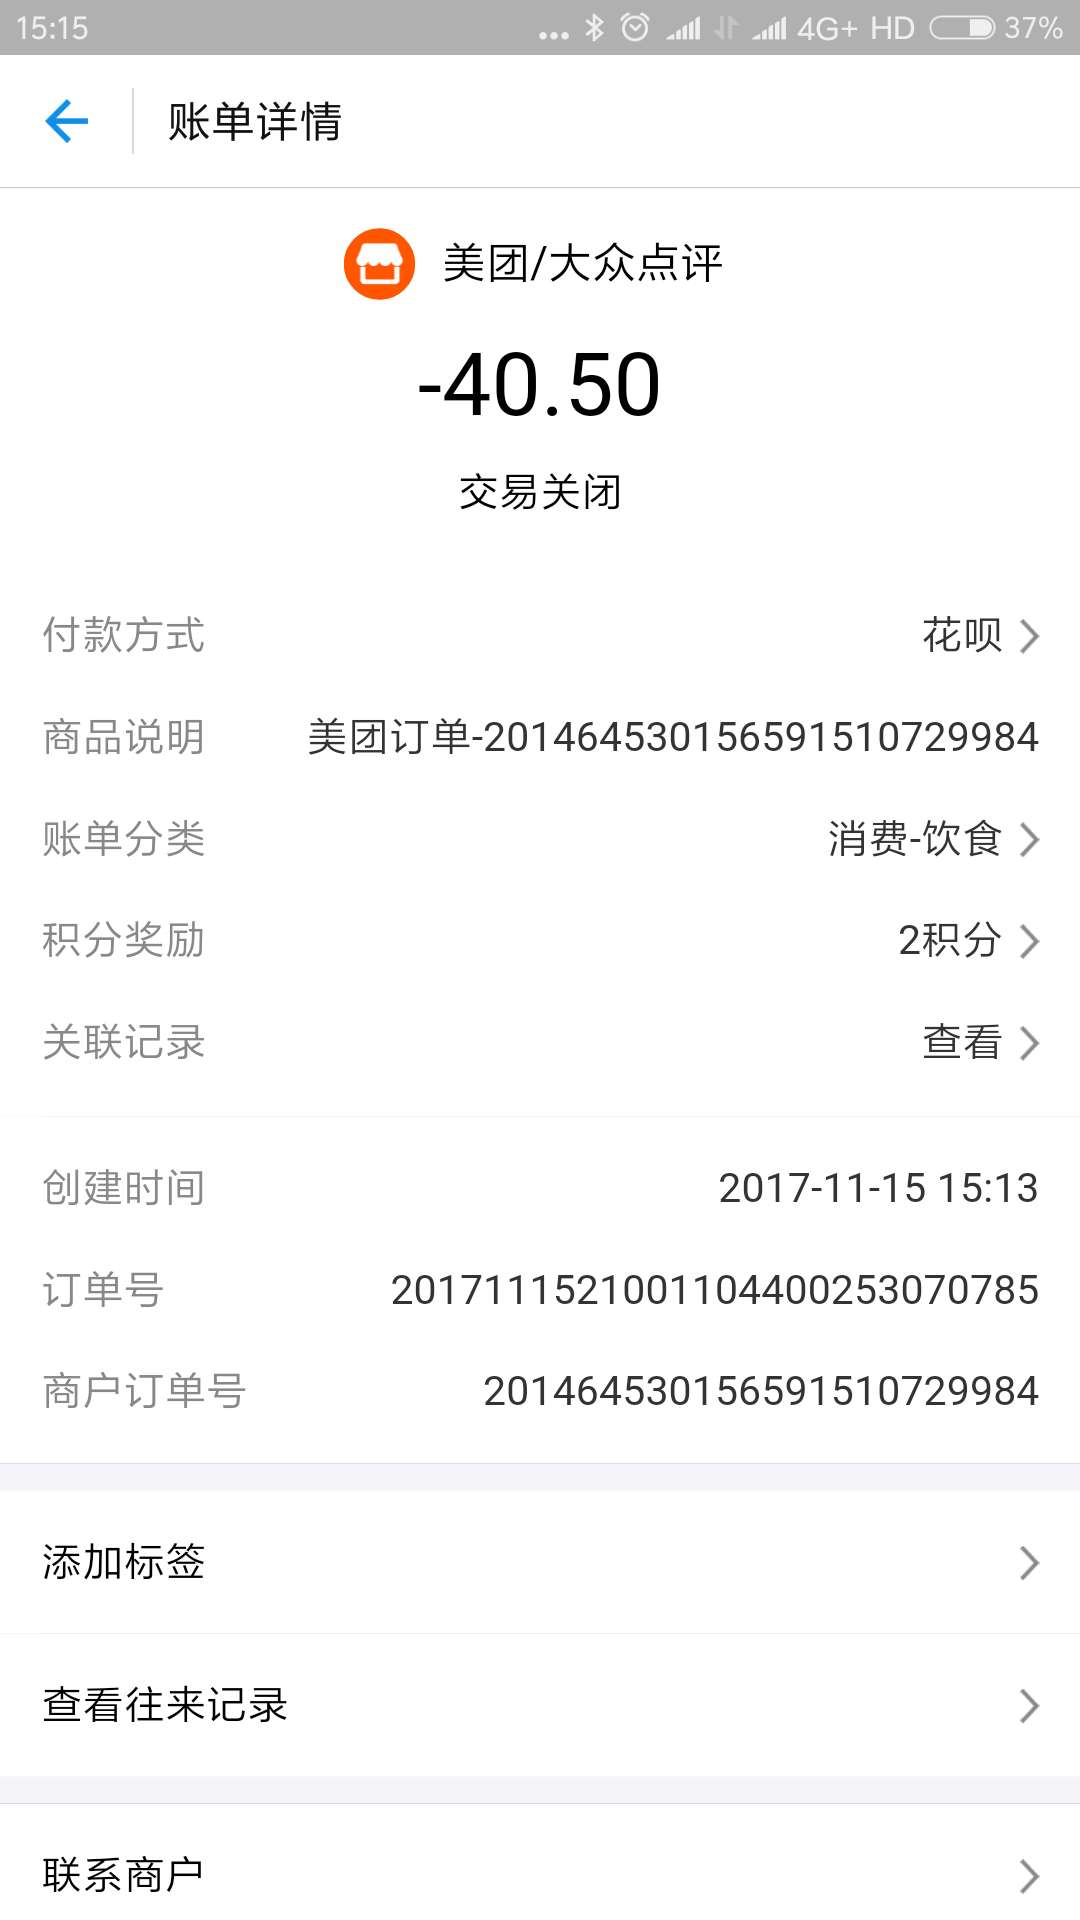 15:15 ... 4G+ HD 37%
账单详情
美团/大众点评
-40.50
交易关闭
付款方式 花呗
商品说明 美团订单-201464530156591510729984
账单分类 消费-饮食
积分奖励 2积分
关联记录 查看
创建时间 2017-11-15 15:13
订单号 2017111521001104400253070785
商户订单号 201464530156591510729984
添加标签
查看往来记录
联系商户